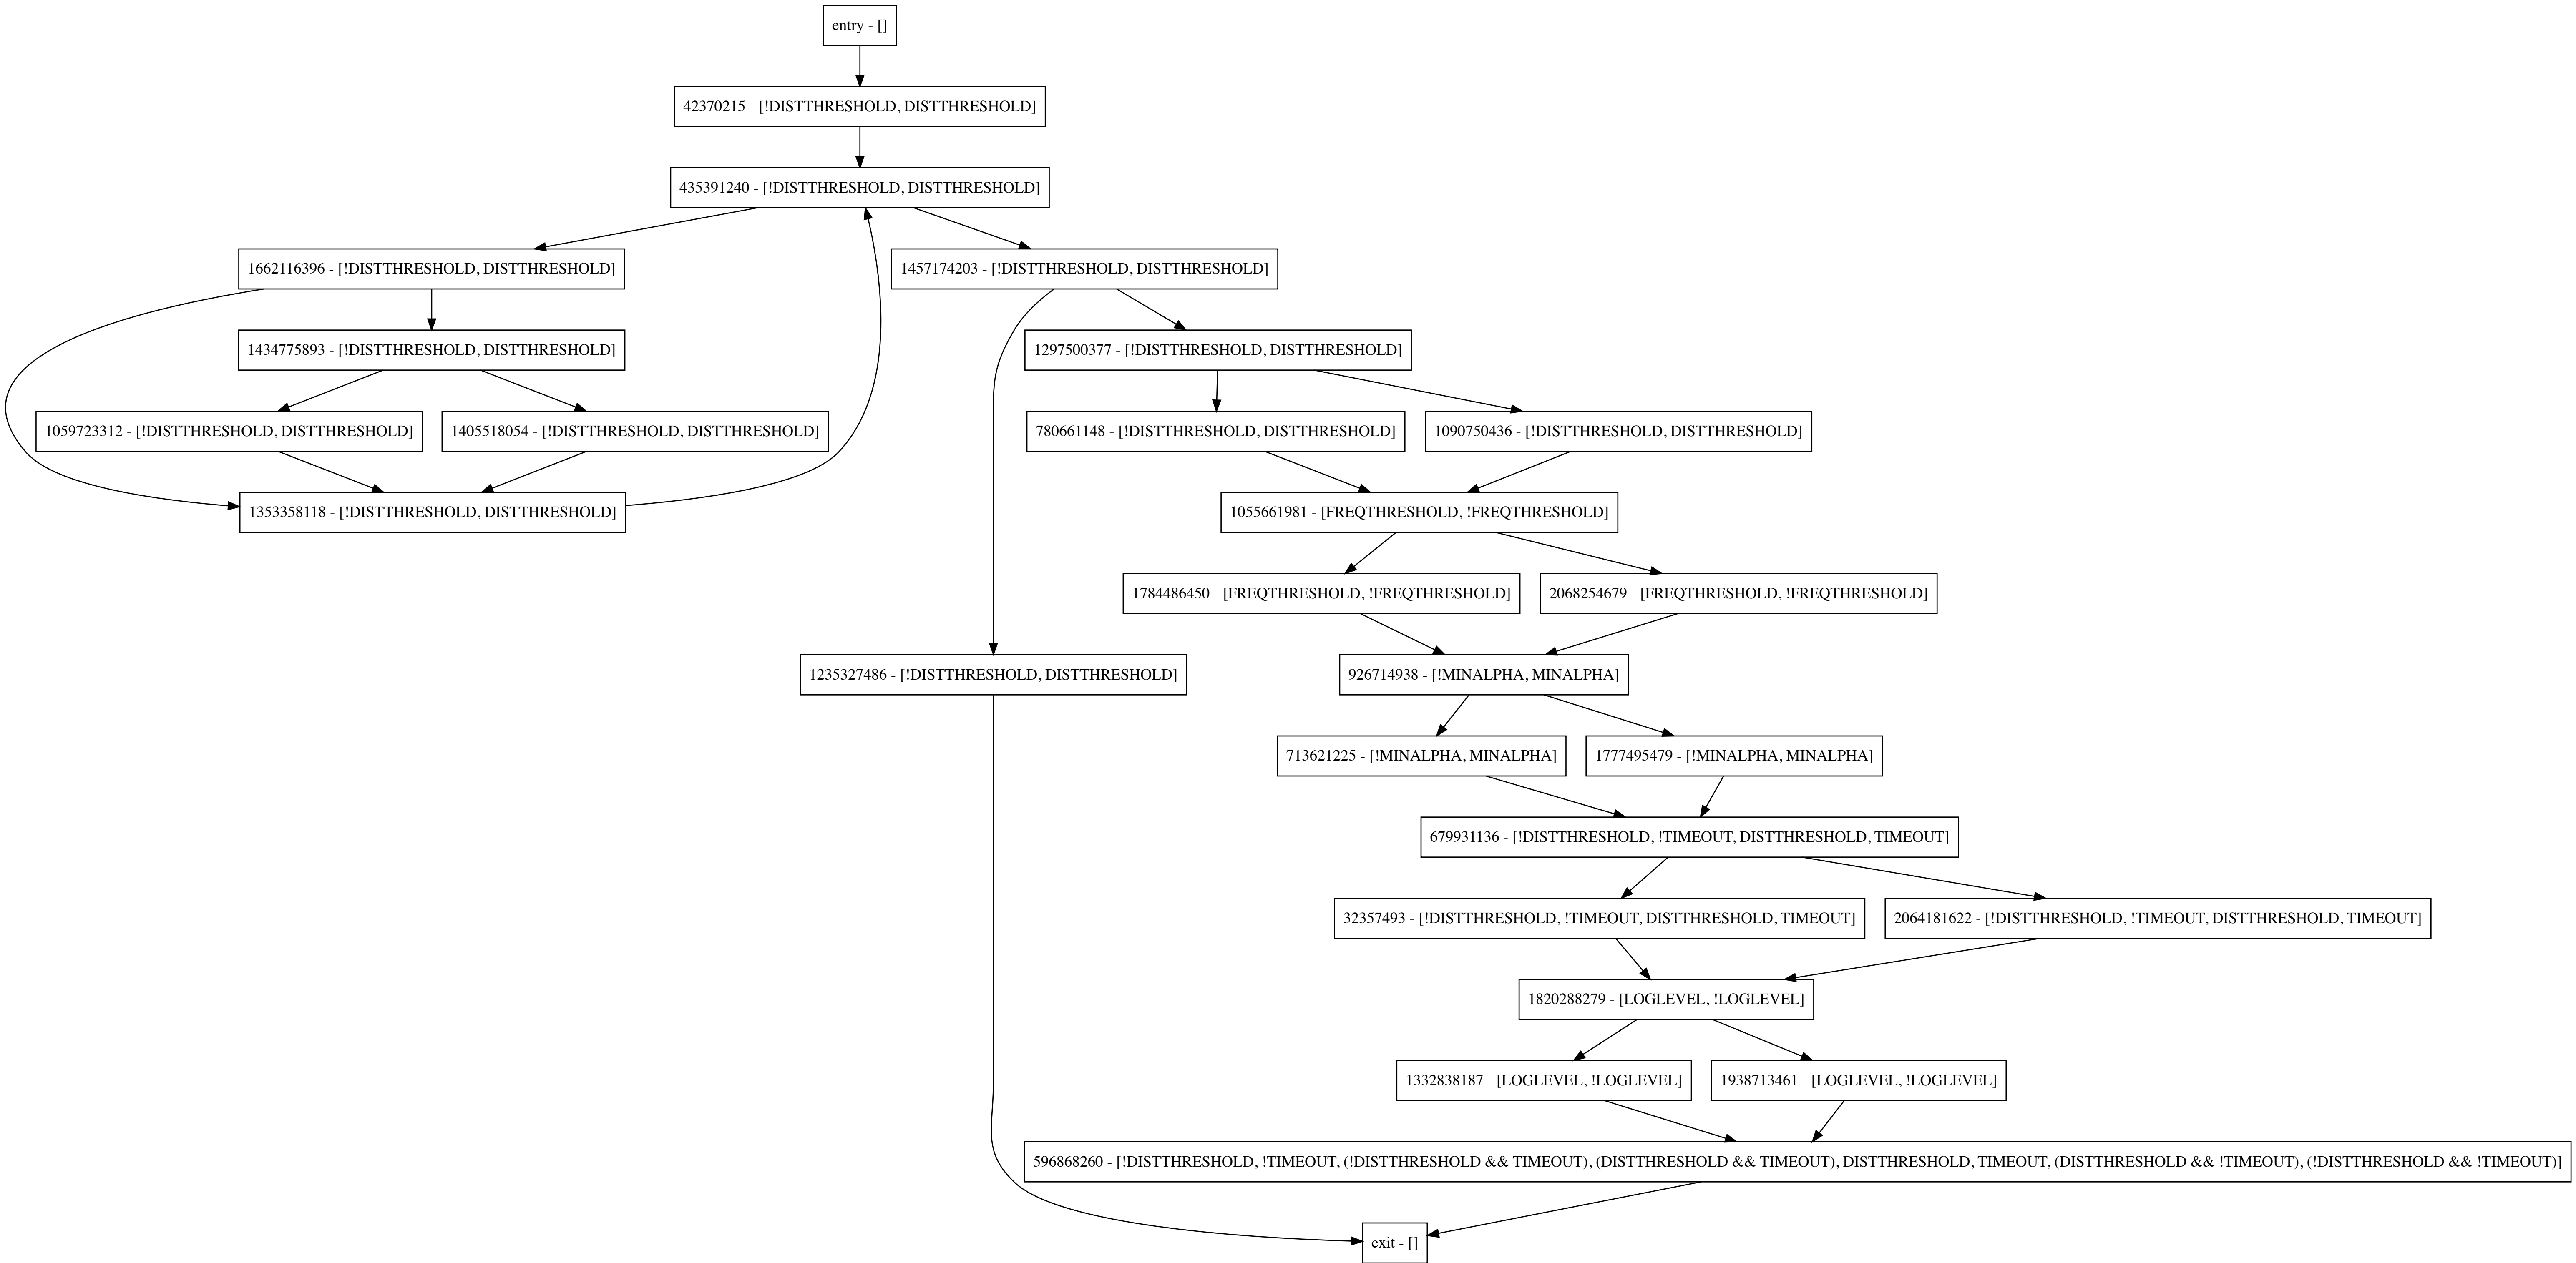 entry - []
42370215 - [!DISTTHRESHOLD, DISTTHRESHOLD]
435391240 - [!DISTTHRESHOLD, DISTTHRESHOLD]
1662116396 - [!DISTTHRESHOLD, DISTTHRESHOLD]
1457174203 - [!DISTTHRESHOLD, DISTTHRESHOLD]
1434775893 - [!DISTTHRESHOLD, DISTTHRESHOLD]
1297500377 - [!DISTTHRESHOLD, DISTTHRESHOLD]
1059723312 - [!DISTTHRESHOLD, DISTTHRESHOLD]
1405518054 - [!DISTTHRESHOLD, DISTTHRESHOLD]
780661148 - [!DISTTHRESHOLD, DISTTHRESHOLD]
1090750436 - [!DISTTHRESHOLD, DISTTHRESHOLD]
1353358118 - [!DISTTHRESHOLD, DISTTHRESHOLD]
1055661981 - [FREQTHRESHOLD, !FREQTHRESHOLD]
1784486450 - [FREQTHRESHOLD, !FREQTHRESHOLD]
2068254679 - [FREQTHRESHOLD, !FREQTHRESHOLD]
1235327486 - [!DISTTHRESHOLD, DISTTHRESHOLD]
926714938 - [!MINALPHA, MINALPHA]
713621225 - [!MINALPHA, MINALPHA]
1777495479 - [!MINALPHA, MINALPHA]
679931136 - [!DISTTHRESHOLD, !TIMEOUT, DISTTHRESHOLD, TIMEOUT]
32357493 - [!DISTTHRESHOLD, !TIMEOUT, DISTTHRESHOLD, TIMEOUT]
2064181622 - [!DISTTHRESHOLD, !TIMEOUT, DISTTHRESHOLD, TIMEOUT]
1820288279 - [LOGLEVEL, !LOGLEVEL]
1332838187 - [LOGLEVEL, !LOGLEVEL]
1938713461 - [LOGLEVEL, !LOGLEVEL]
596868260 - [!DISTTHRESHOLD, !TIMEOUT, (!DISTTHRESHOLD && TIMEOUT), (DISTTHRESHOLD && TIMEOUT), DISTTHRESHOLD, TIMEOUT, (DISTTHRESHOLD && !TIMEOUT), (!DISTTHRESHOLD && !TIMEOUT)]
exit - []